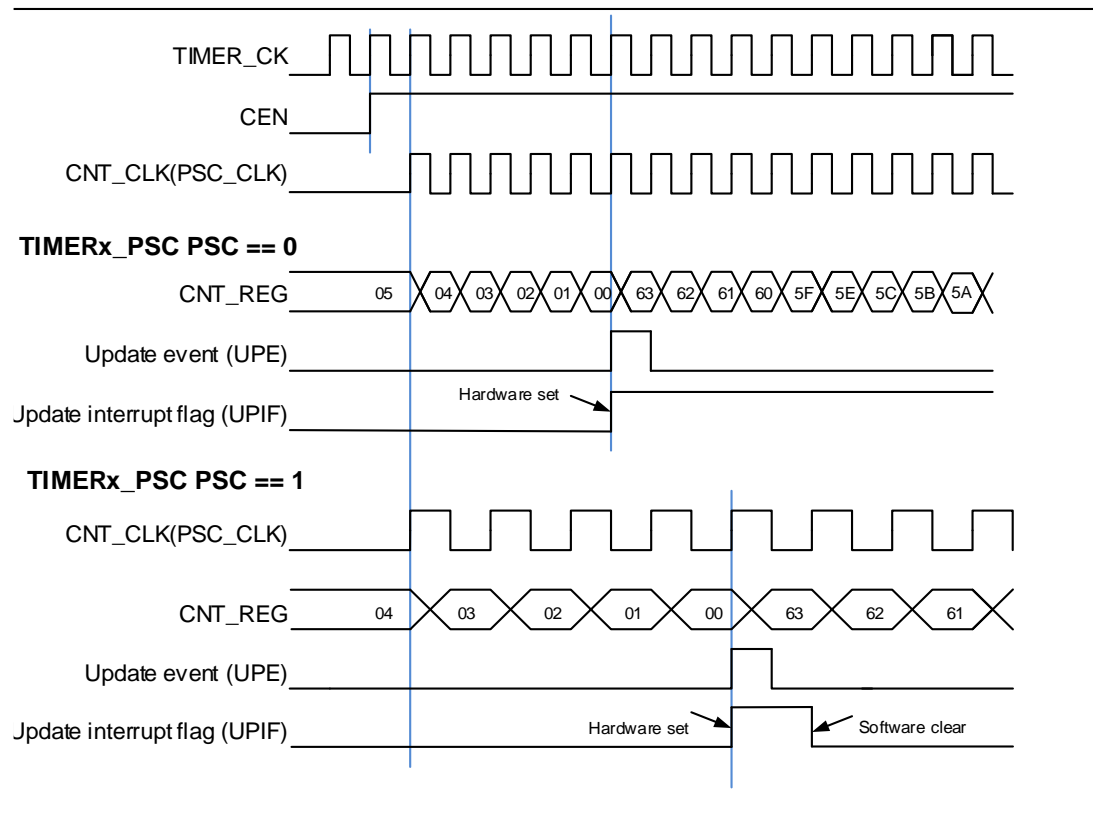 TIMER_CK
CEN
CNT_CLK(PSC_CLK)
TIMERx_PSC PSC == 0
CNT_REG 05 04 03 02 01 00 63 62 61 60 5F 5E 5C 5B 5A
Update event (UPE)
Hardware set
Update interrupt flag (UPIF)
TIMERx_PSC PSC == 1
CNT_CLK(PSC_CLK)
CNT_REG 04 03 02 01 00 63 62 61
Update event (UPE)
Update interrupt flag (UPIF) Hardware set Software clear